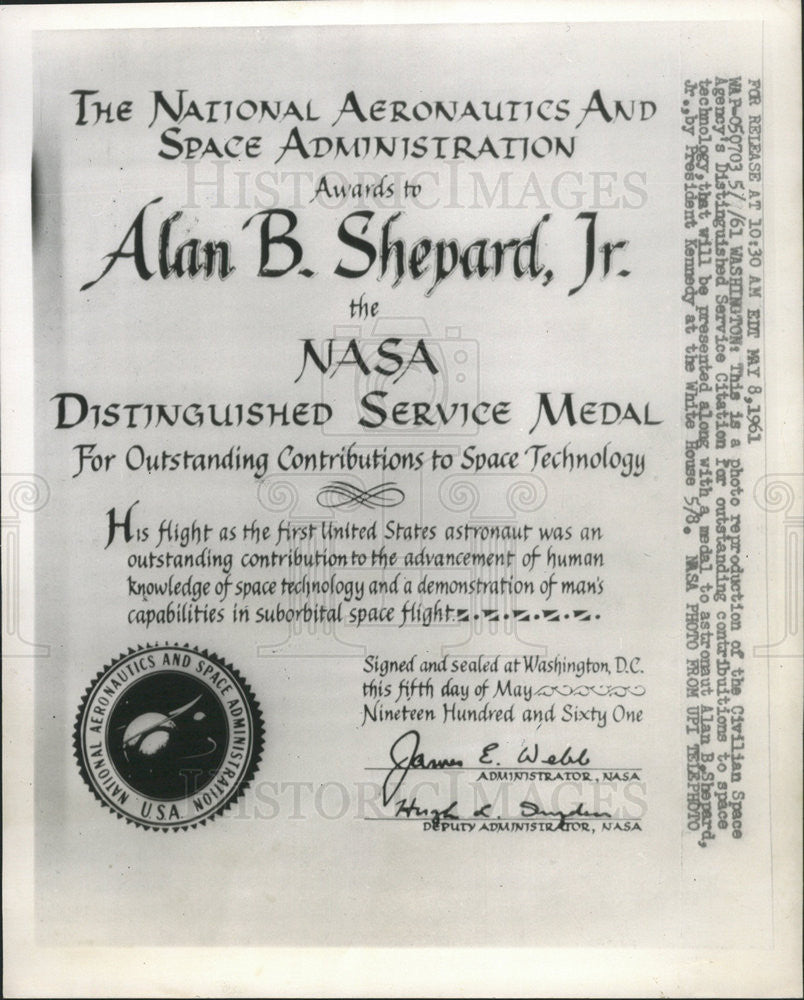 The National Aeronautics And
Space Administration
Awards to
Alan B. Shepard, Jr.
the
NASA
Distinguished Service Medal
For Outstanding Contributions to Space Technology
His flight as the first United States astronaut was an
outstanding contribution to the advancement of human
knowledge of space technology and a demonstration of man's
capabilities in suborbital space flight
Signed and sealed at Washington, D.C.
this fifth day of May
Nineteen Hundred and Sixty One
James E. Webb
ADMINISTRATOR, NASA
Hugh L. Dryden
DEPUTY ADMINISTRATOR, NASA
NATIONAL AERONAUTICS AND SPACE ADMINISTRATION
U.S.A.
FOR RELEASE AT 10:30 AM EDT MAY 8,1961
WAP-050703 5/ /61 WASHINGTON: This is a photo reproduction of the Civilian Space
Agency's Distinguished Service Citation for outstanding contribuitions to space
technology, that will be presented along with a medal to astronaut Alan B. Shepard,
Jr., by President Kennedy at the White House 5/8. NASA PHOTO FROM UPI TELEPHOTO
HISTORICIMAGES
HISTORICIMAGES